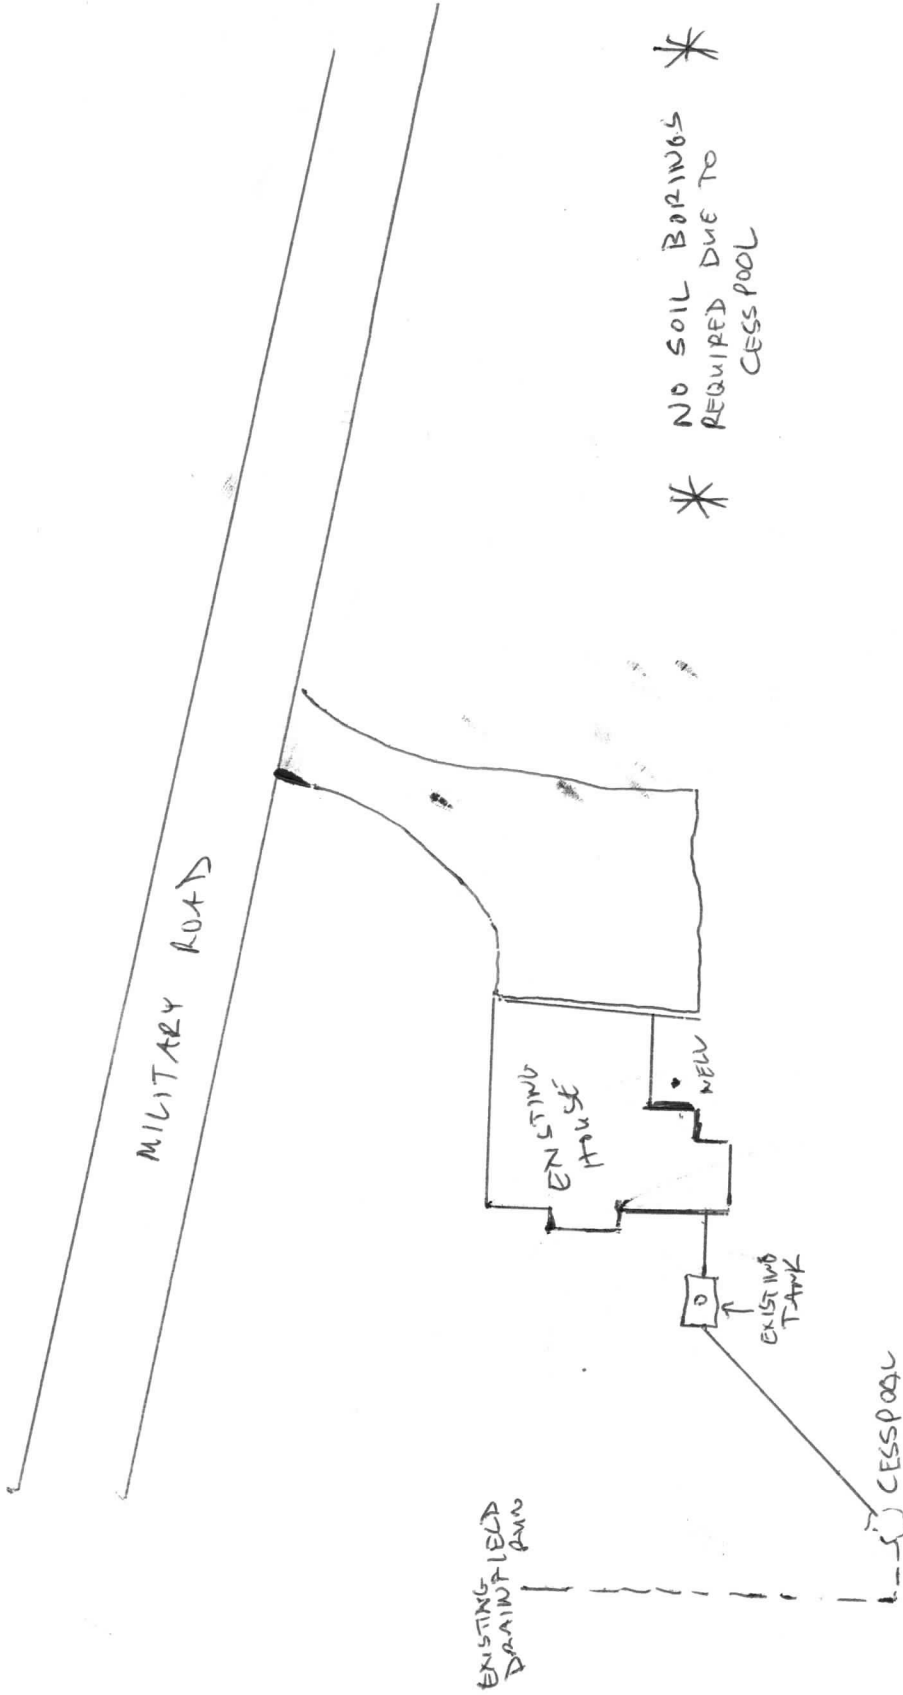 MILITARY ROAD
* NO SOIL BORINGS *
REQUIRED DUE TO
CESSPOOL
EXISTING
HOUSE
WELL
EXISTING
TANK
CESSPOOL
EXISTING
DRAINFIELD
RUN